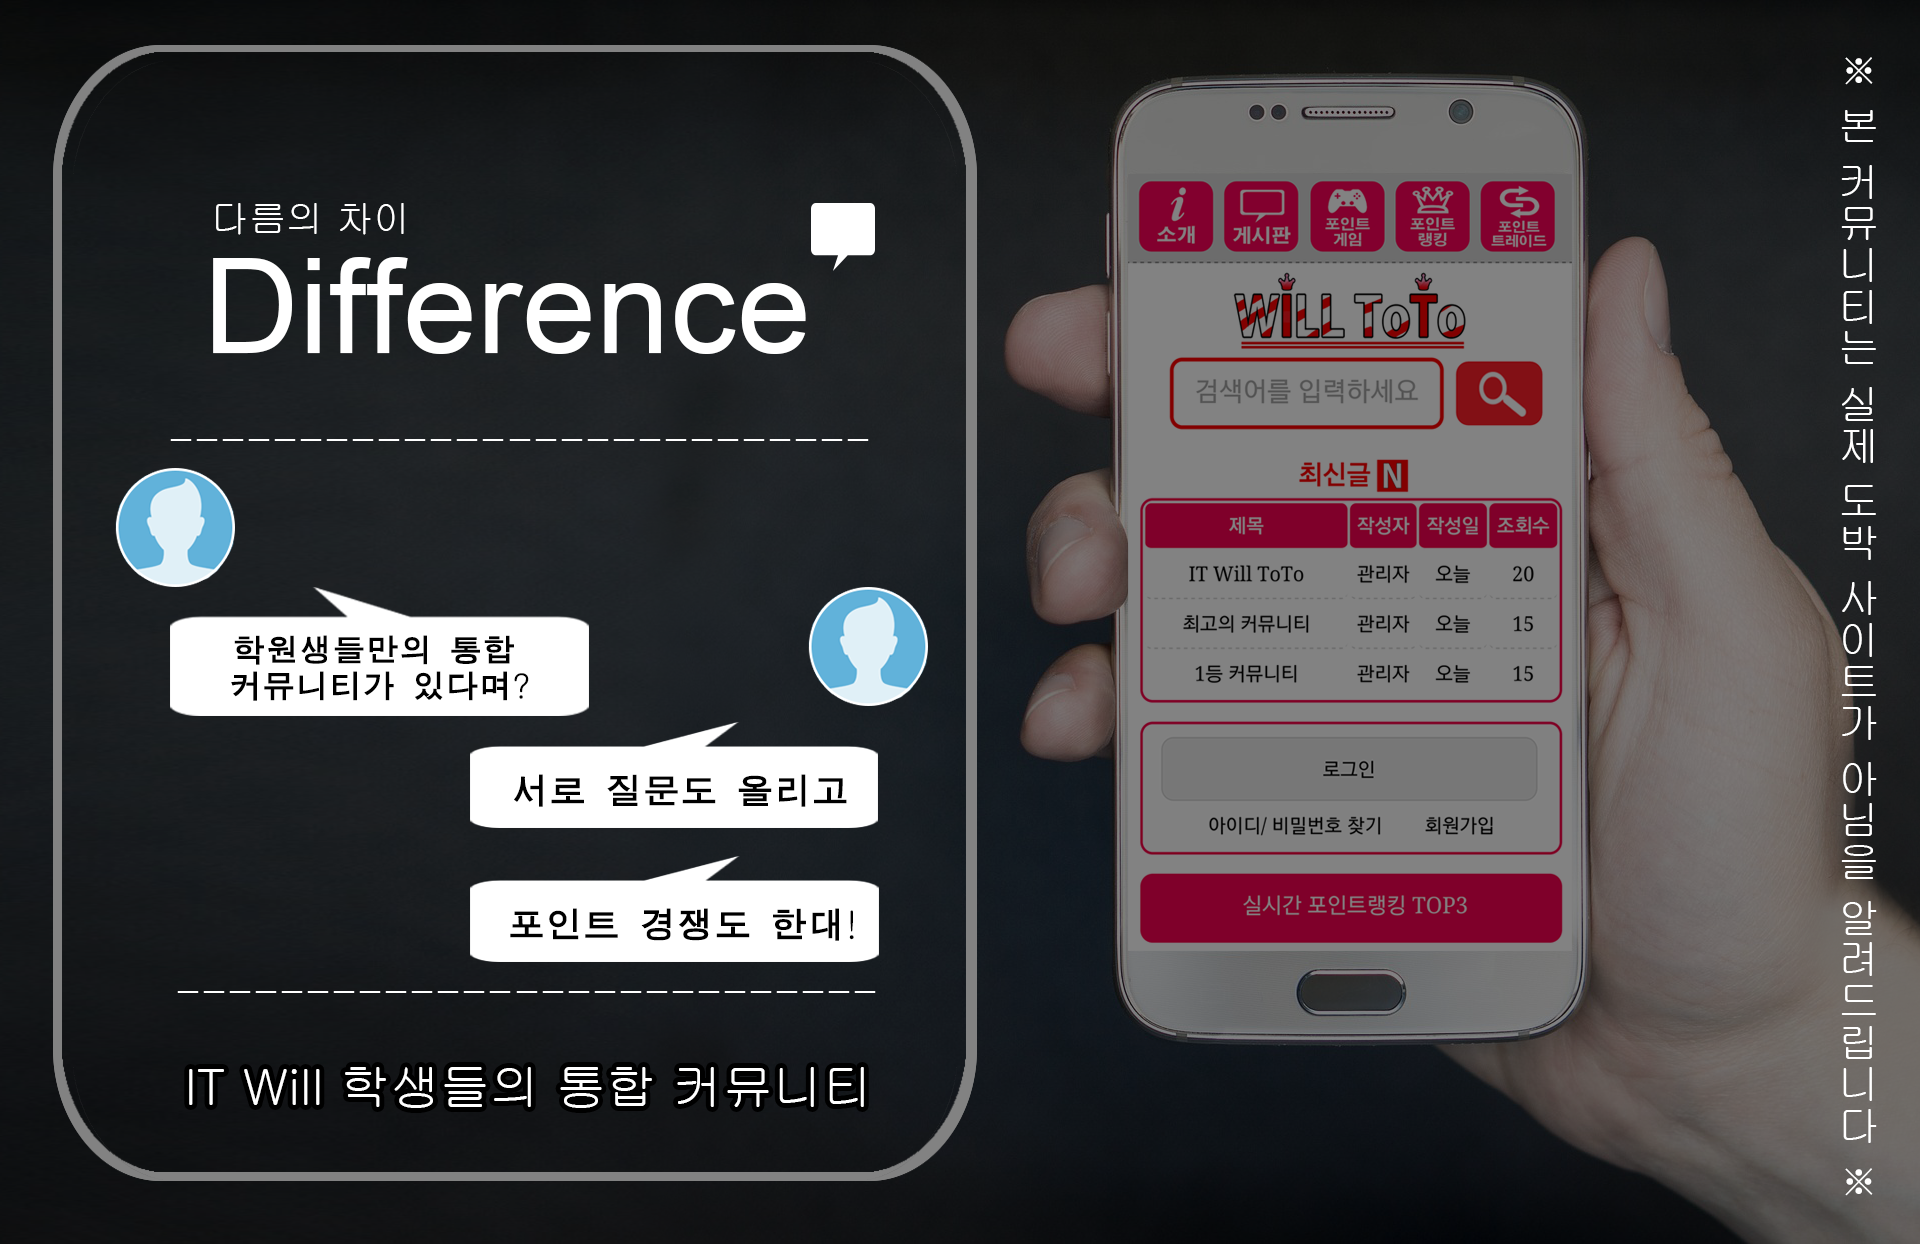 다름의 차이
Difference
학원생들만의 통합
커뮤니티가 있다며?
서로 질문도 올리고
포인트 경쟁도 한대!
IT Will 학생들의 통합 커뮤니티
i
소개
게시판
포인트
게임
포인트
랭킹
포인트
트레이드
WiLL ToTo
검색어를 입력하세요
최신글 N
제목 작성자 작성일 조회수
IT Will ToTo 관리자 오늘 20
최고의 커뮤니티 관리자 오늘 15
1등 커뮤니티 관리자 오늘 15
로그인
아이디/ 비밀번호 찾기 회원가입
실시간 포인트랭킹 TOP3
※ 본 커뮤니티는 실제 도박 사이트가 아님을 알려드립니다 ※